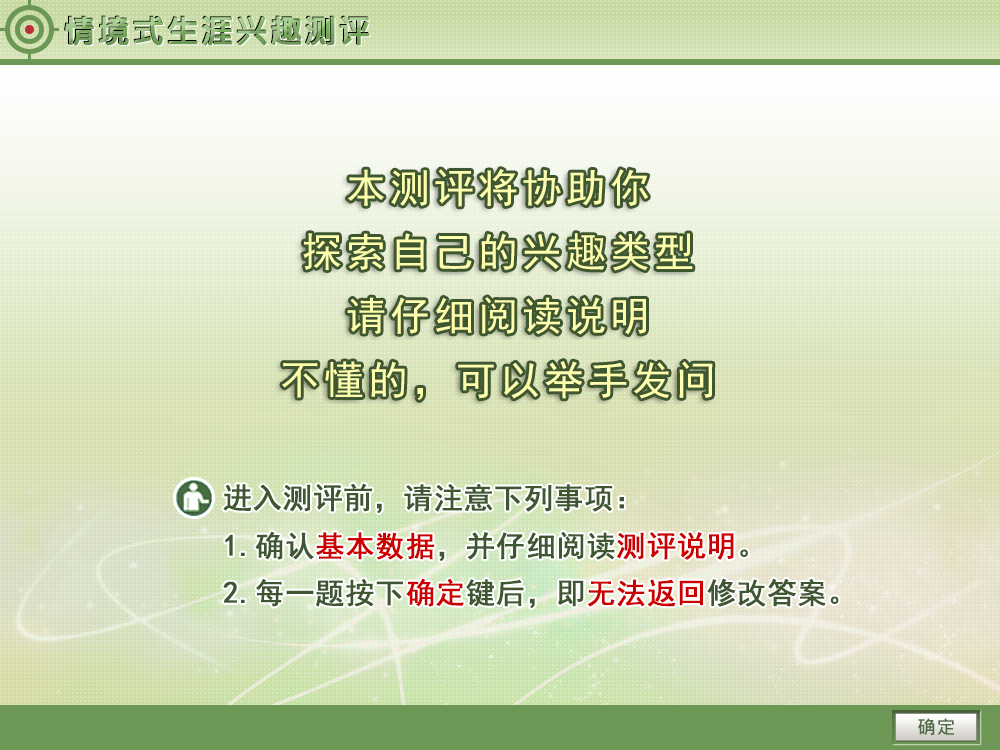 情境式生涯兴趣测评
本测评将协助你
探索自己的兴趣类型
请仔细阅读说明
不懂的，可以举手发问
进入测评前，请注意下列事项：
1. 确认基本数据，并仔细阅读测评说明。
2. 每一题按下确定键后，即无法返回修改答案。
确定